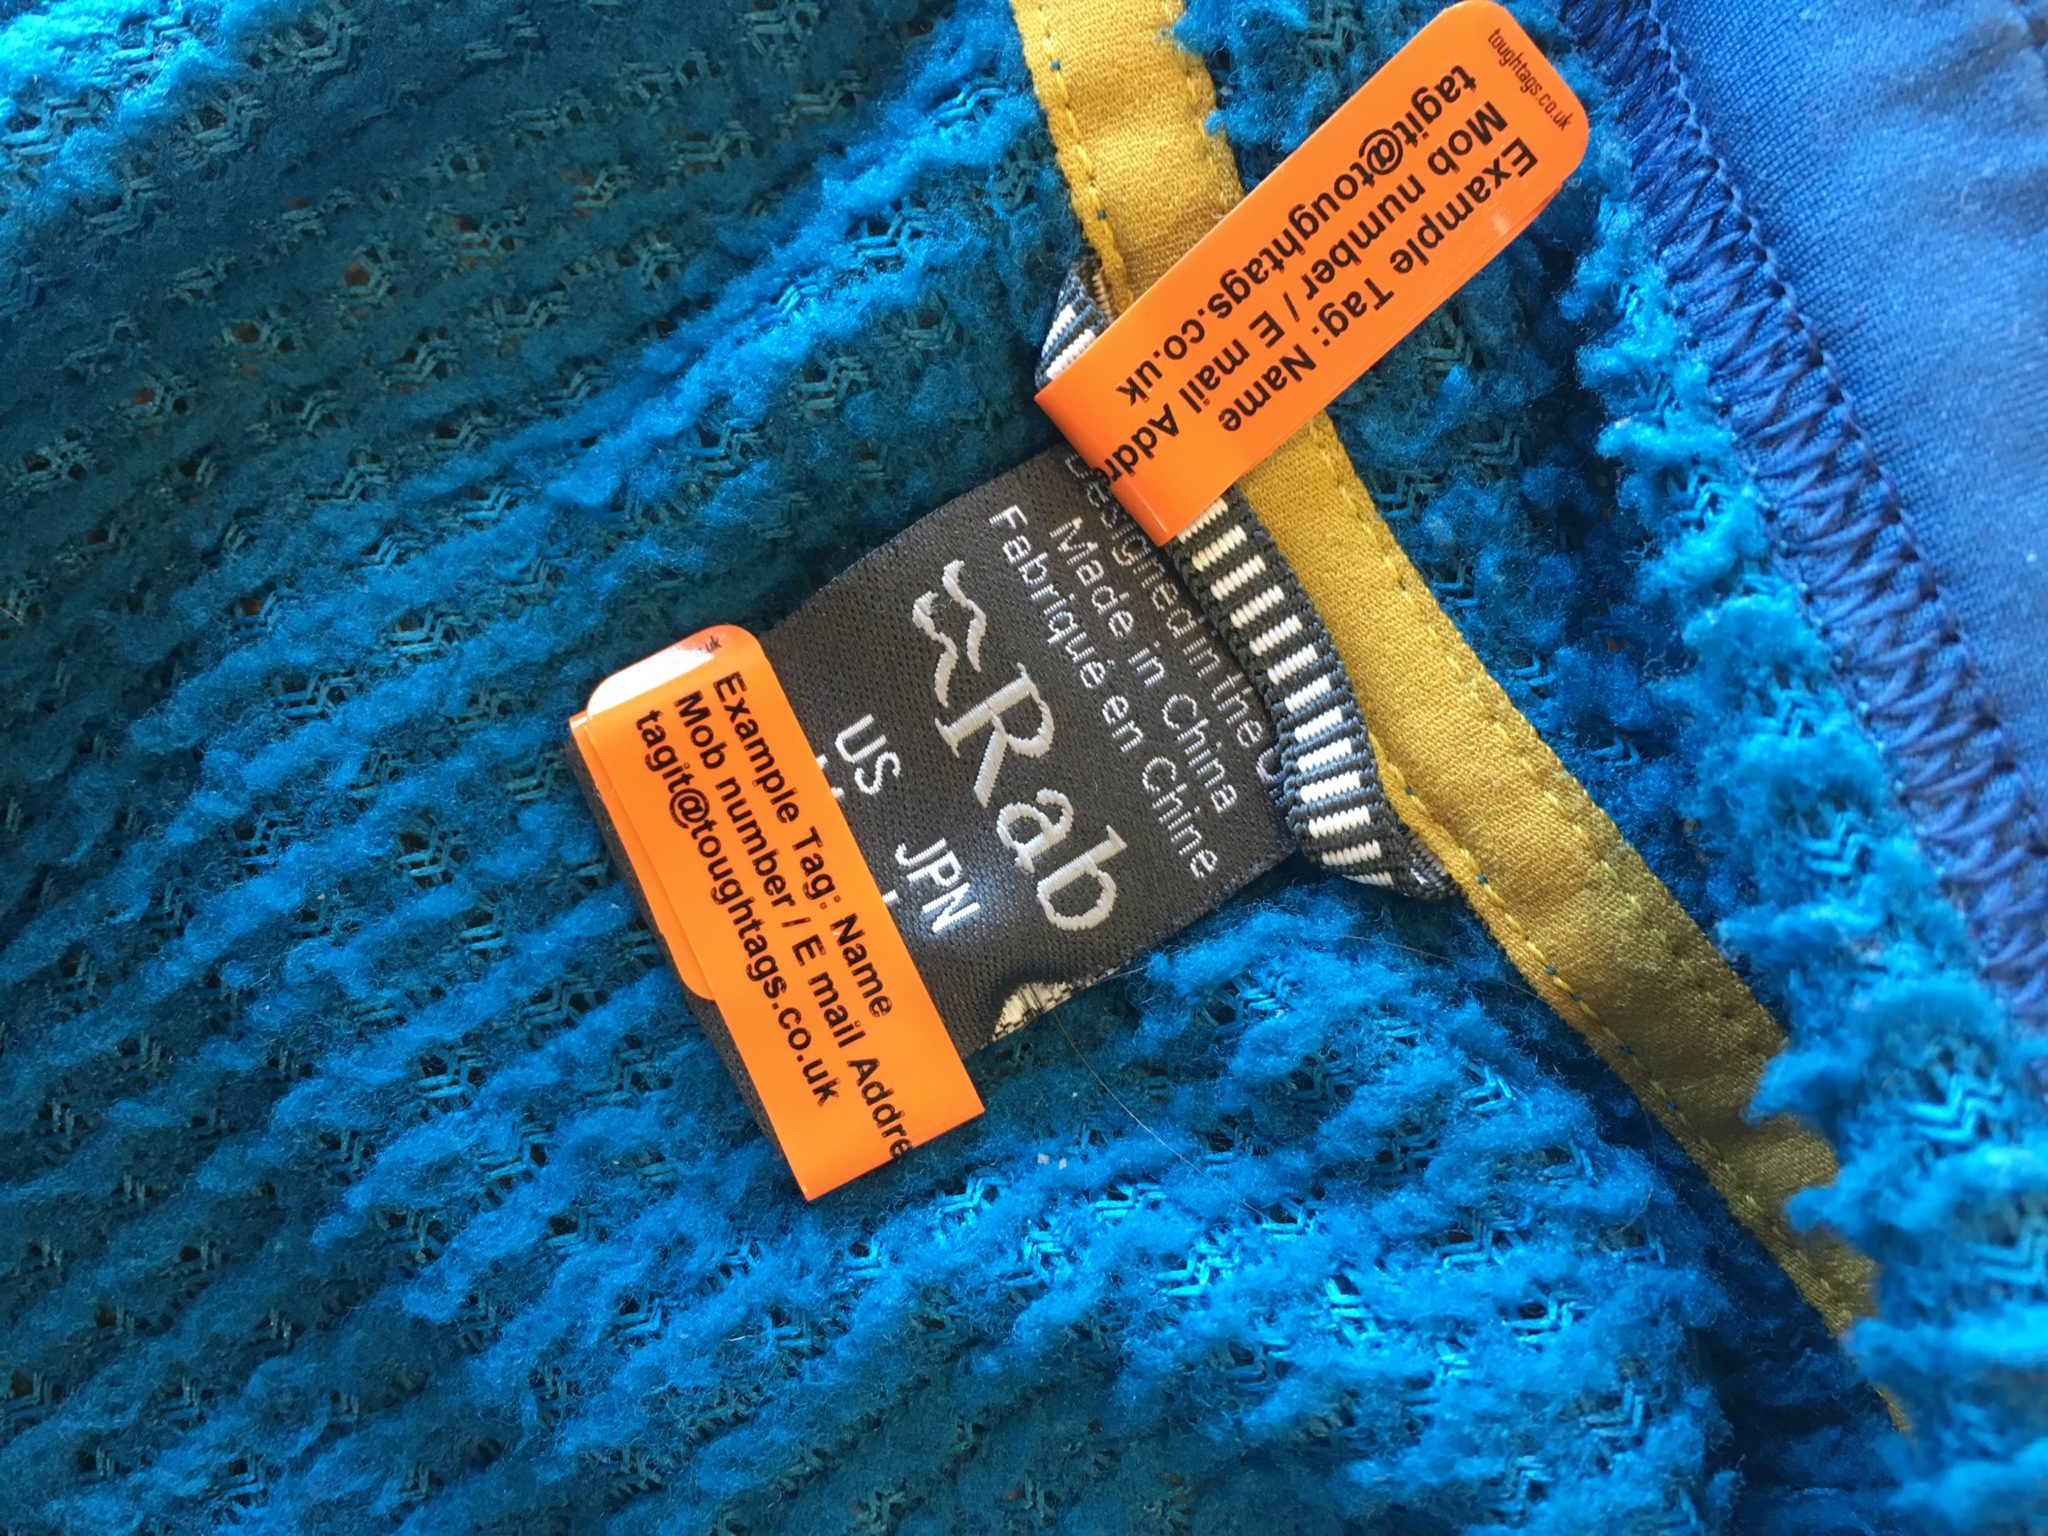 toughtags.co.uk
Example Tag: Name
Mob number / E mail Addre
tagit@toughtags.co.uk
Designed in the
Made in China
Fabriqué en Chine
Rab
US JPN
Example Tag: Name
Mob number / E mail Addre
tagit@toughtags.co.uk